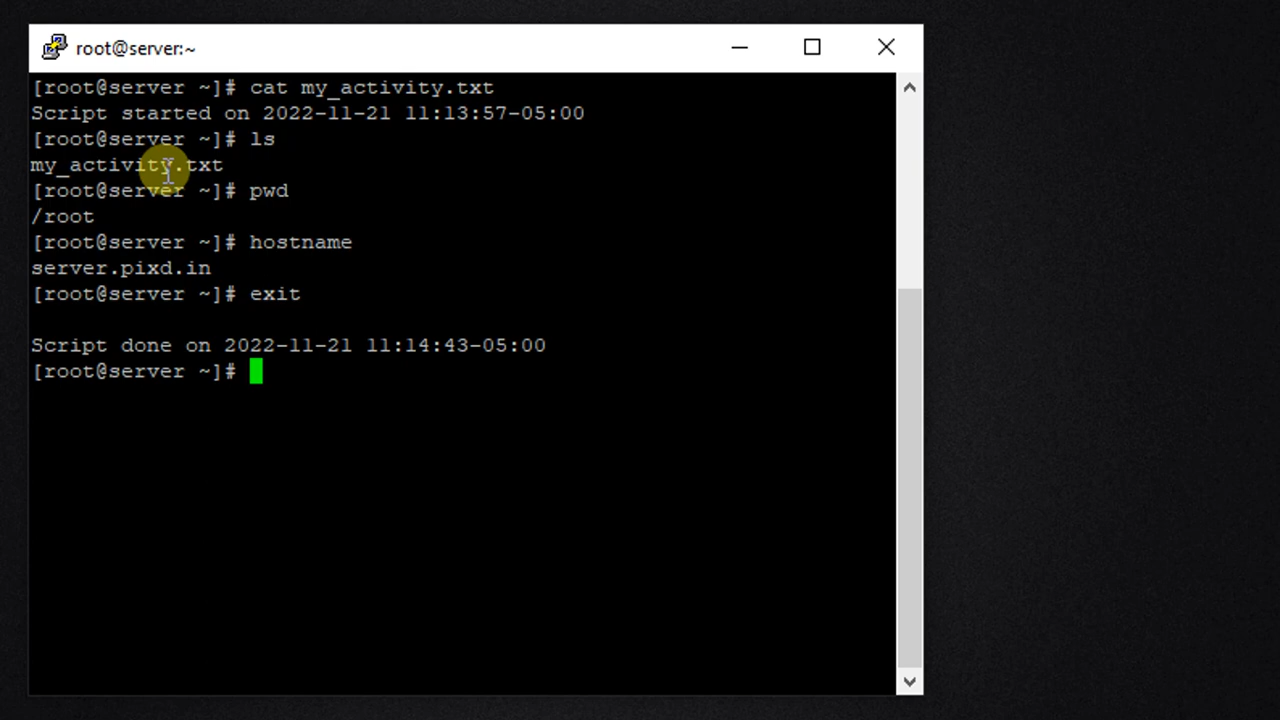 root@server:~
[root@server ~]# cat my_activity.txt
Script started on 2022-11-21 11:13:57-05:00
[root@server ~]# ls
my_activity.txt
[root@server ~]# pwd
/root
[root@server ~]# hostname
server.pixd.in
[root@server ~]# exit
Script done on 2022-11-21 11:14:43-05:00
[root@server ~]#